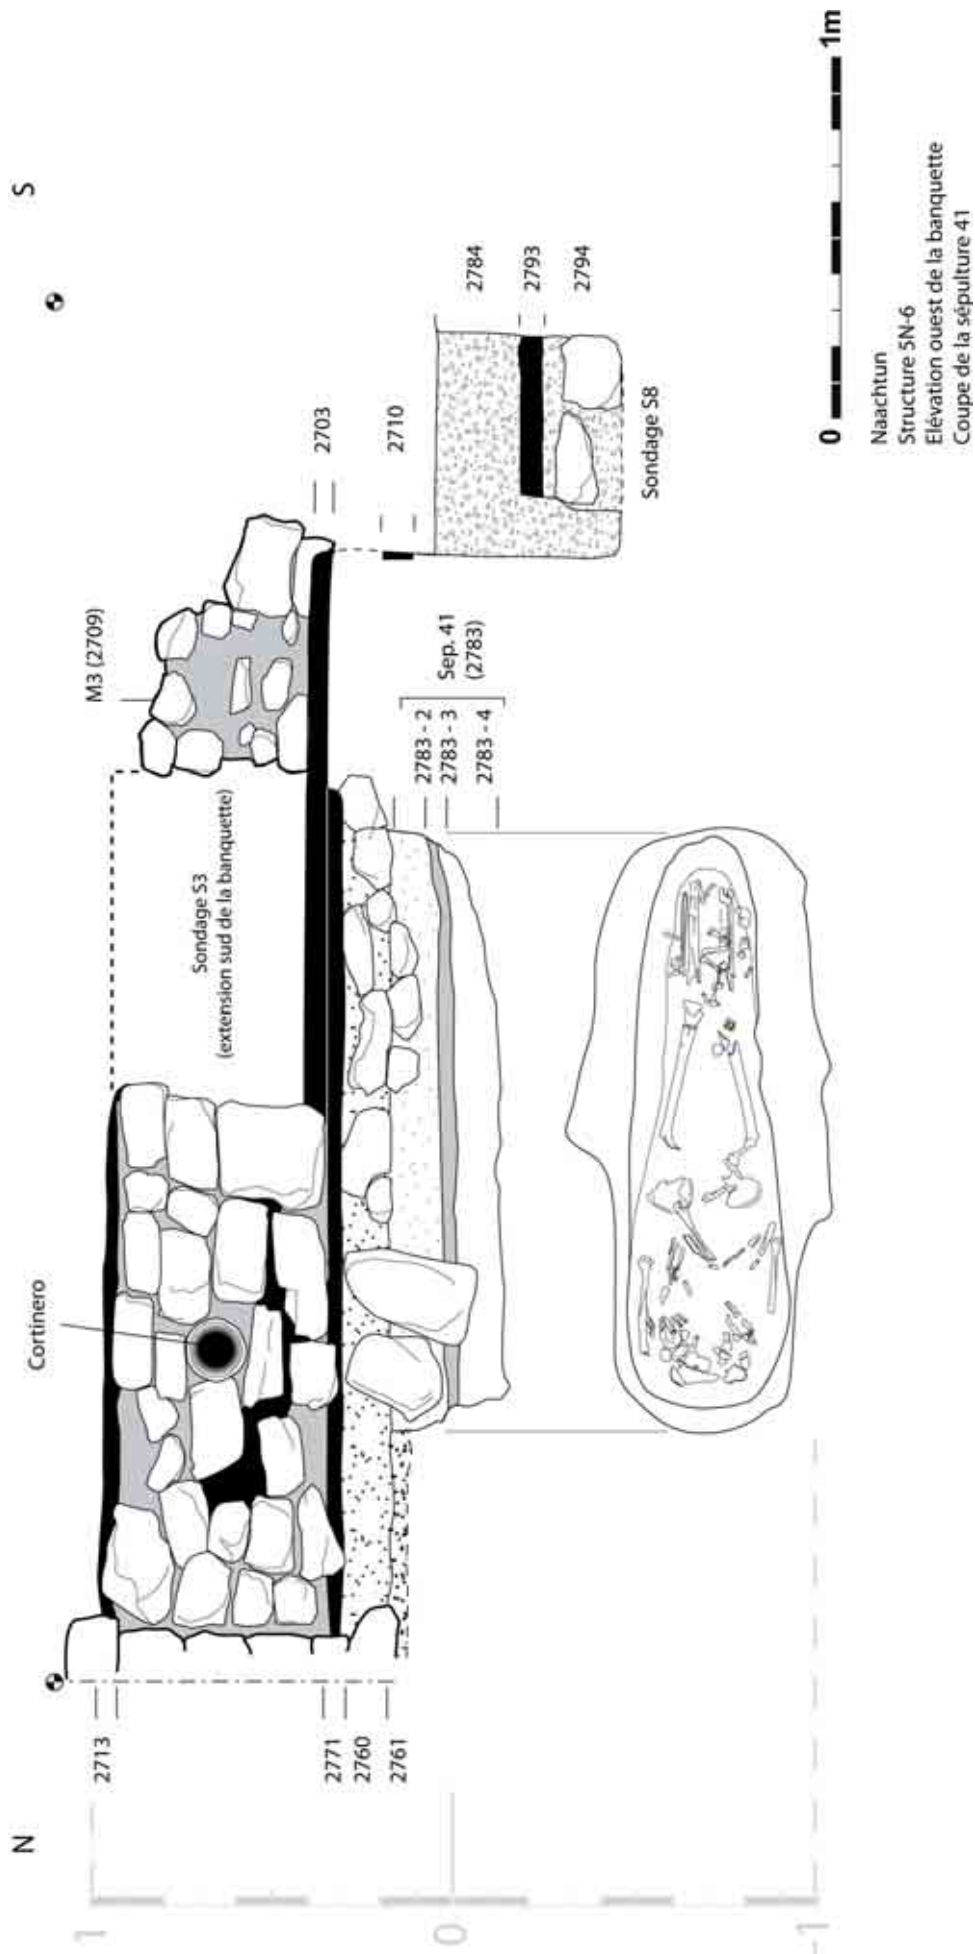 N
S
Cortinero
M3 (2709)
Sondage S3
(extension sud de la banquette)
2713
2771
2760
2761
2703
2710
2784
2793
2794
Sondage S8
Sep. 41
(2783)
2783 - 2
2783 - 3
2783 - 4
1
0
-1
0
1m
Naachtun
Structure 5N-6
Elévation ouest de la banquette
Coupe de la sépulture 41